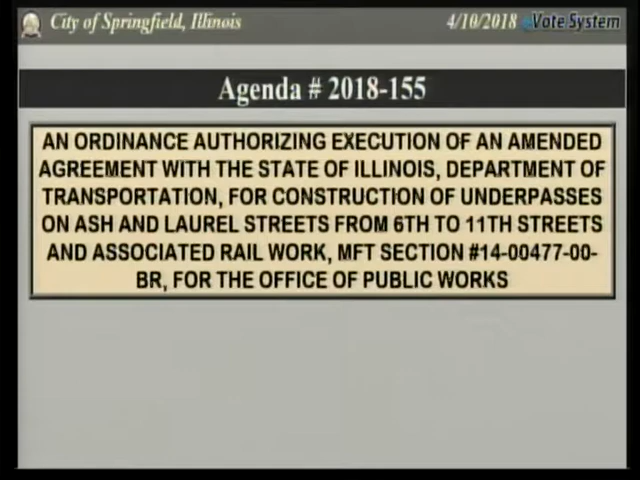 City of Springfield, Illinois
4/10/2018 eVote System
Agenda # 2018-155
AN ORDINANCE AUTHORIZING EXECUTION OF AN AMENDED
AGREEMENT WITH THE STATE OF ILLINOIS, DEPARTMENT OF
TRANSPORTATION, FOR CONSTRUCTION OF UNDERPASSES
ON ASH AND LAUREL STREETS FROM 6TH TO 11TH STREETS
AND ASSOCIATED RAIL WORK, MFT SECTION #14-00477-00-
BR, FOR THE OFFICE OF PUBLIC WORKS